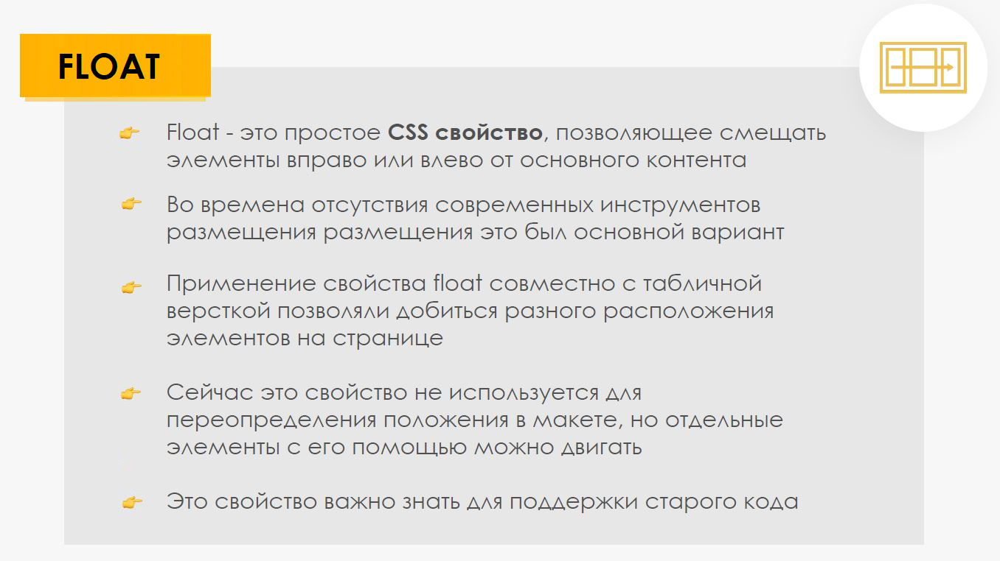 FLOAT
Float - это простое CSS свойство, позволяющее смещать
элементы вправо или влево от основного контента
Во времена отсутствия современных инструментов
размещения размещения это был основной вариант
Применение свойства float совместно с табличной
версткой позволяли добиться разного расположения
элементов на странице
Сейчас это свойство не используется для
переопределения положения в макете, но отдельные
элементы с его помощью можно двигать
Это свойство важно знать для поддержки старого кода